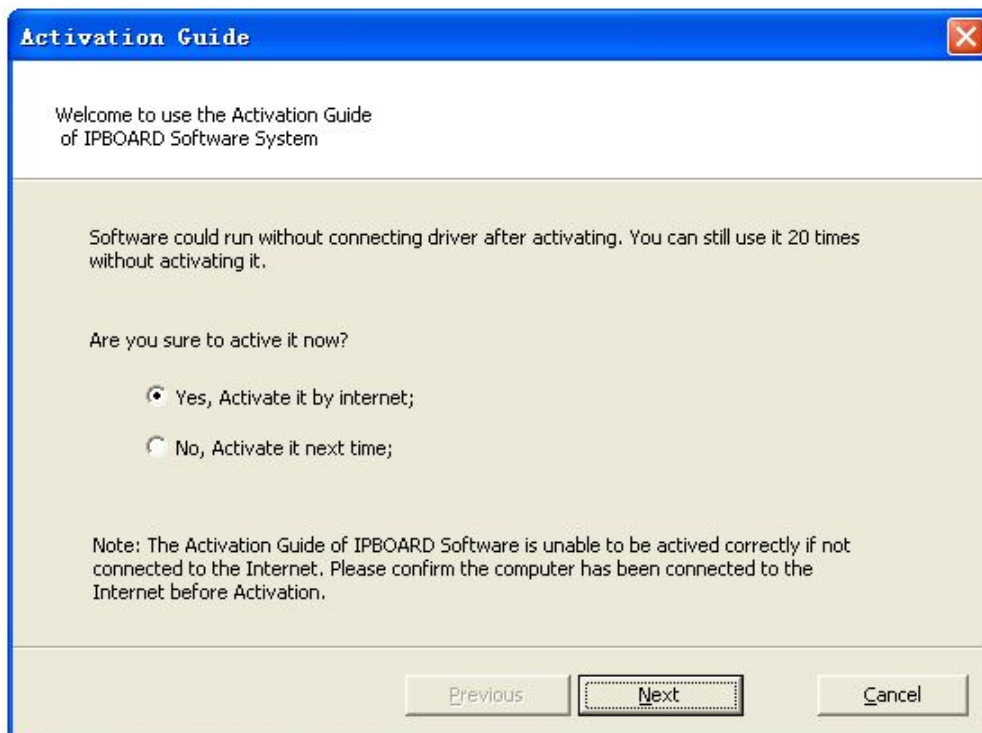 Activation Guide
Welcome to use the Activation Guide
of IPBOARD Software System
Software could run without connecting driver after activating. You can still use it 20 times
without activating it.
Are you sure to active it now?
Yes, Activate it by internet;
No, Activate it next time;
Note: The Activation Guide of IPBOARD Software is unable to be actived correctly if not
connected to the Internet. Please confirm the computer has been connected to the
Internet before Activation.
Previous Next Cancel